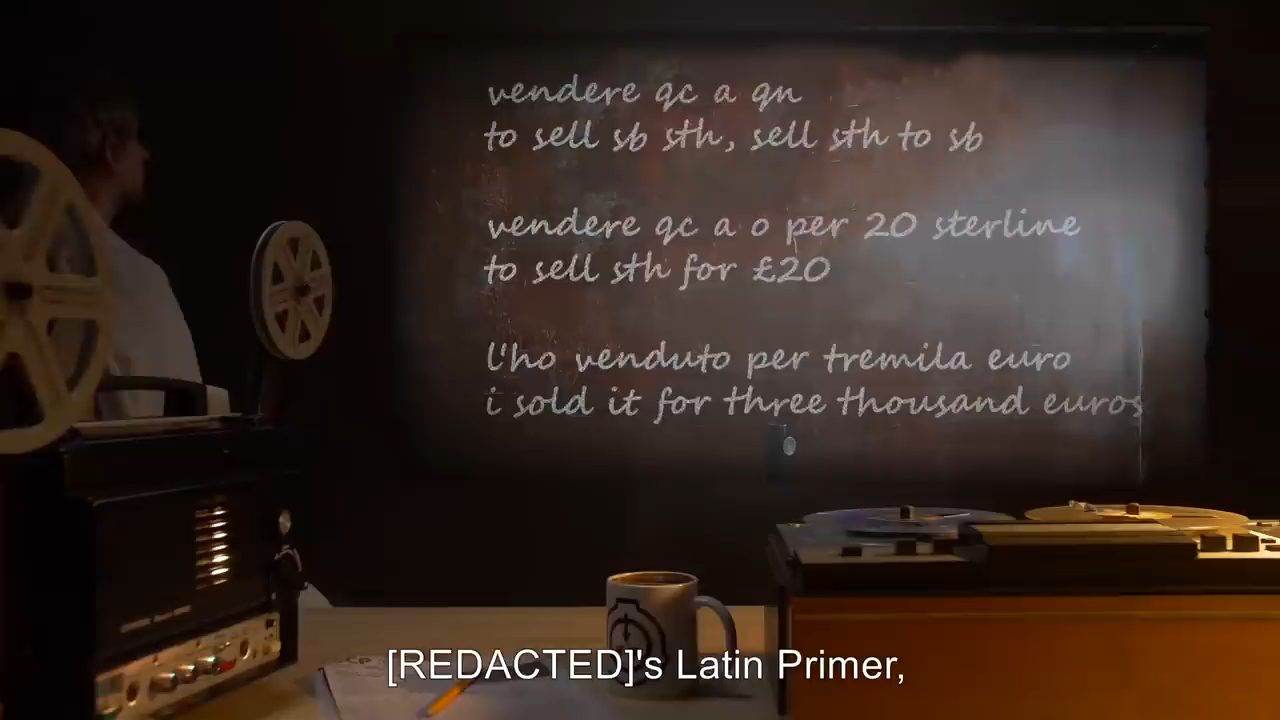 vendere qc a qn
to sell sb sth, sell sth to sb
vendere qc a o per 20 sterline
to sell sth for £20
l'ho venduto per tremila euro
i sold it for three thousand euros
[REDACTED]'s Latin Primer,